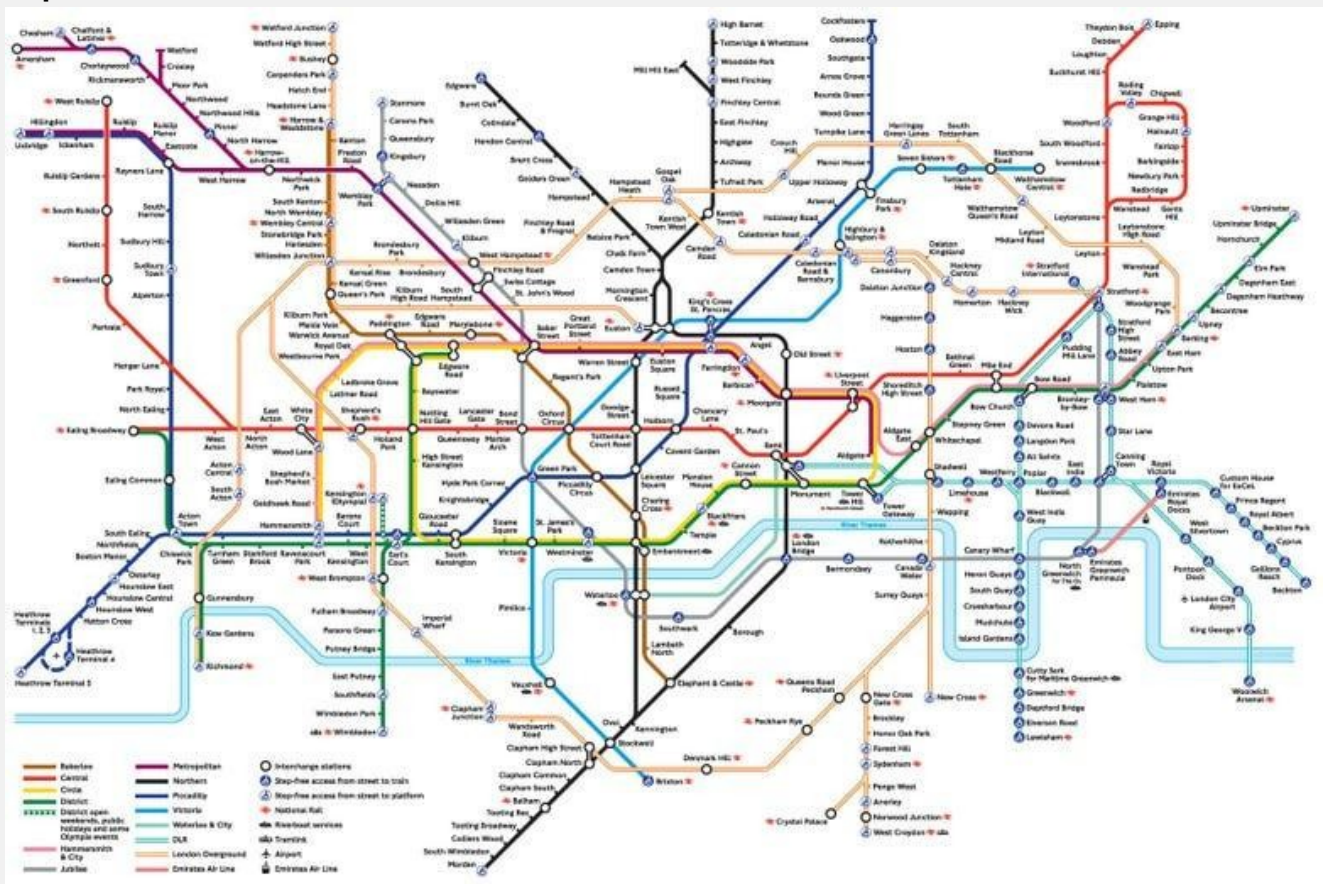 Chesham
Chalfont &
Latimer
Amersham
Chorleywood
Rickmansworth
Watford
Croxley
Moor Park
Northwood
Northwood Hills
Pinner
North Harrow
Harrow-
on-the-Hill
Northwick
Park
Preston
Road
Wembley
Park
West Harrow
Rayners Lane
Eastcote
Ruislip
Manor
Ruislip
Ickenham
Hillingdon
Uxbridge
West Ruislip
Ruislip Gardens
South Ruislip
Northolt
Greenford
Perivale
Hanger Lane
South
Harrow
Sudbury Hill
Sudbury
Town
Alperton
Park Royal
North Ealing
Ealing Broadway
Ealing Common
Watford Junction
Watford High Street
Bushey
Carpenders Park
Hatch End
Headstone Lane
Harrow &
Wealdstone
Kenton
South Kenton
North Wembley
Wembley Central
Stonebridge Park
Harlesden
Willesden Junction
Kensal Rise
Brondesbury
Park
Brondesbury
Kensal Green
Queen's Park
Kilburn
High Road
South
Hampstead
Kilburn Park
Maida Vale
Warwick Avenue
Royal Oak
Westbourne Park
Ladbroke Grove
Latimer Road
Stanmore
Canons Park
Queensbury
Kingsbury
Neasden
Dollis Hill
Willesden Green
Kilburn
West Hampstead
Finchley Road
Swiss Cottage
St. John's Wood
Finchley Road
& Frognal
Edgware
Burnt Oak
Colindale
Hendon Central
Brent Cross
Golders Green
Hampstead
Belsize Park
Chalk Farm
Camden Town
Mornington
Crescent
Euston
High Barnet
Totteridge & Whetstone
Woodside Park
West Finchley
Mill Hill East
Finchley Central
East Finchley
Highgate
Archway
Tufnell Park
Kentish
Town
Kentish
Town West
Gospel
Oak
Hampstead
Heath
Camden
Road
Cockfosters
Oakwood
Southgate
Arnos Grove
Bounds Green
Wood Green
Turnpike Lane
Manor House
Harringay
Green Lanes
South
Tottenham
Crouch
Hill
Upper Holloway
Seven Sisters
Tottenham
Hale
Blackhorse
Road
Walthamstow
Central
Walthamstow
Queen's Road
Leyton
Midland Road
Finsbury
Park
Arsenal
Holloway Road
Caledonian Road
Highbury &
Islington
Caledonian
Road &
Barnsbury
Canonbury
Dalston
Kingsland
Hackney
Central
Dalston Junction
Homerton
Hackney
Wick
Haggerston
Hoxton
Shoreditch
High Street
Theydon Bois
Epping
Debden
Loughton
Buckhurst Hill
Roding
Valley
Chigwell
Grange Hill
Hainault
Fairlop
Barkingside
Newbury Park
Redbridge
Woodford
South Woodford
Snaresbrook
Wanstead
Gants
Hill
Leytonstone
Leytonstone
High Road
Leyton
Wanstead
Park
Woodgrange
Park
Stratford
International
Stratford
Stratford
High
Street
Abbey
Road
Pudding
Mill Lane
West Ham
Star Lane
Upminster
Upminster Bridge
Hornchurch
Elm Park
Dagenham East
Dagenham Heathway
Becontree
Upney
Barking
East Ham
Upton Park
Plaistow
Bromley-
by-Bow
Bow Road
Bow Church
Mile End
Bethnal
Green
Stepney Green
Whitechapel
Aldgate
East
Aldgate
Liverpool
Street
Moorgate
Barbican
Farringdon
King's Cross
St. Pancras
Angel
Old Street
Euston
Square
Warren Street
Great
Portland
Street
Baker
Street
Marylebone
Edgware
Road
Paddington
Edgware
Road
Bayswater
Regent's Park
Russell
Square
Goodge
Street
Holborn
Chancery
Lane
St. Paul's
Bank
Tottenham
Court Road
Oxford
Circus
Bond
Street
Marble
Arch
Lancaster
Gate
Queensway
Notting
Hill Gate
Holland
Park
Shepherd's
Bush
White
City
East
Acton
North
Acton
West
Acton
Wood Lane
Shepherd's
Bush Market
Goldhawk Road
Hammersmith
Acton
Central
South
Acton
Kensington
(Olympia)
High Street
Kensington
Barons
Court
Gloucester
Road
Earl's
Court
West
Kensington
Hyde Park Corner
Knightsbridge
Green Park
Piccadilly
Circus
Leicester
Square
Covent Garden
Charing
Cross
Sloane
Square
South
Kensington
Victoria
St. James's
Park
Westminster
Embankment
Temple
Blackfriars
Mansion
House
Cannon
Street
Monument
Tower
Hill
Tower
Gateway
Acton
Town
South Ealing
Northfields
Boston Manor
Osterley
Hounslow East
Hounslow Central
Hounslow West
Hatton Cross
Heathrow
Terminals
1, 2, 3
Heathrow
Terminal 4
Heathrow Terminal 5
Chiswick
Park
Turnham
Green
Stamford
Brook
Ravenscourt
Park
Gunnersbury
Kew Gardens
Richmond
West Brompton
Fulham Broadway
Parsons Green
Putney Bridge
East Putney
Southfields
Wimbledon Park
Wimbledon
Imperial
Wharf
Clapham
Junction
Wandsworth
Road
Pimlico
Vauxhall
Waterloo
Southwark
Lambeth
North
Elephant & Castle
Borough
London
Bridge
Bermondsey
Canada
Water
Rotherhithe
Wapping
Shadwell
Limehouse
Westferry
Poplar
Blackwall
East
India
Canning
Town
Devons Road
Langdon Park
All Saints
West India
Quay
Canary Wharf
Heron Quays
South Quay
Crossharbour
Mudchute
Island Gardens
Cutty Sark
for Maritime Greenwich
Greenwich
Deptford Bridge
Elverson Road
Lewisham
North
Greenwich
for The O2
Emirates
Greenwich
Peninsula
Royal
Victoria
Emirates
Royal
Docks
Custom House
for ExCeL
Prince Regent
Royal Albert
Beckton Park
Cyprus
Gallions
Reach
Beckton
West
Silvertown
Pontoon
Dock
London City
Airport
King George V
Woolwich
Arsenal
River Thames
River Thames
Surrey Quays
Queens Road
Peckham
Peckham Rye
Denmark Hill
New Cross
Gate
New Cross
Brockley
Honor Oak Park
Forest Hill
Sydenham
Penge West
Anerley
Norwood Junction
West Croydon
Crystal Palace
Kennington
Oval
Stockwell
Brixton
Clapham High Street
Clapham North
Clapham Common
Clapham South
Balham
Tooting Bec
Tooting Broadway
Colliers Wood
South Wimbledon
Morden
Bakerloo
Central
Circle
District
District open
weekends, public
holidays and some
Olympic events
Hammersmith
& City
Jubilee
Metropolitan
Northern
Piccadilly
Victoria
Waterloo & City
DLR
London Overground
Emirates Air Line
Interchange stations
Step-free access from street to train
Step-free access from street to platform
National Rail
Riverboat services
Tramlink
Airport
Emirates Air Line